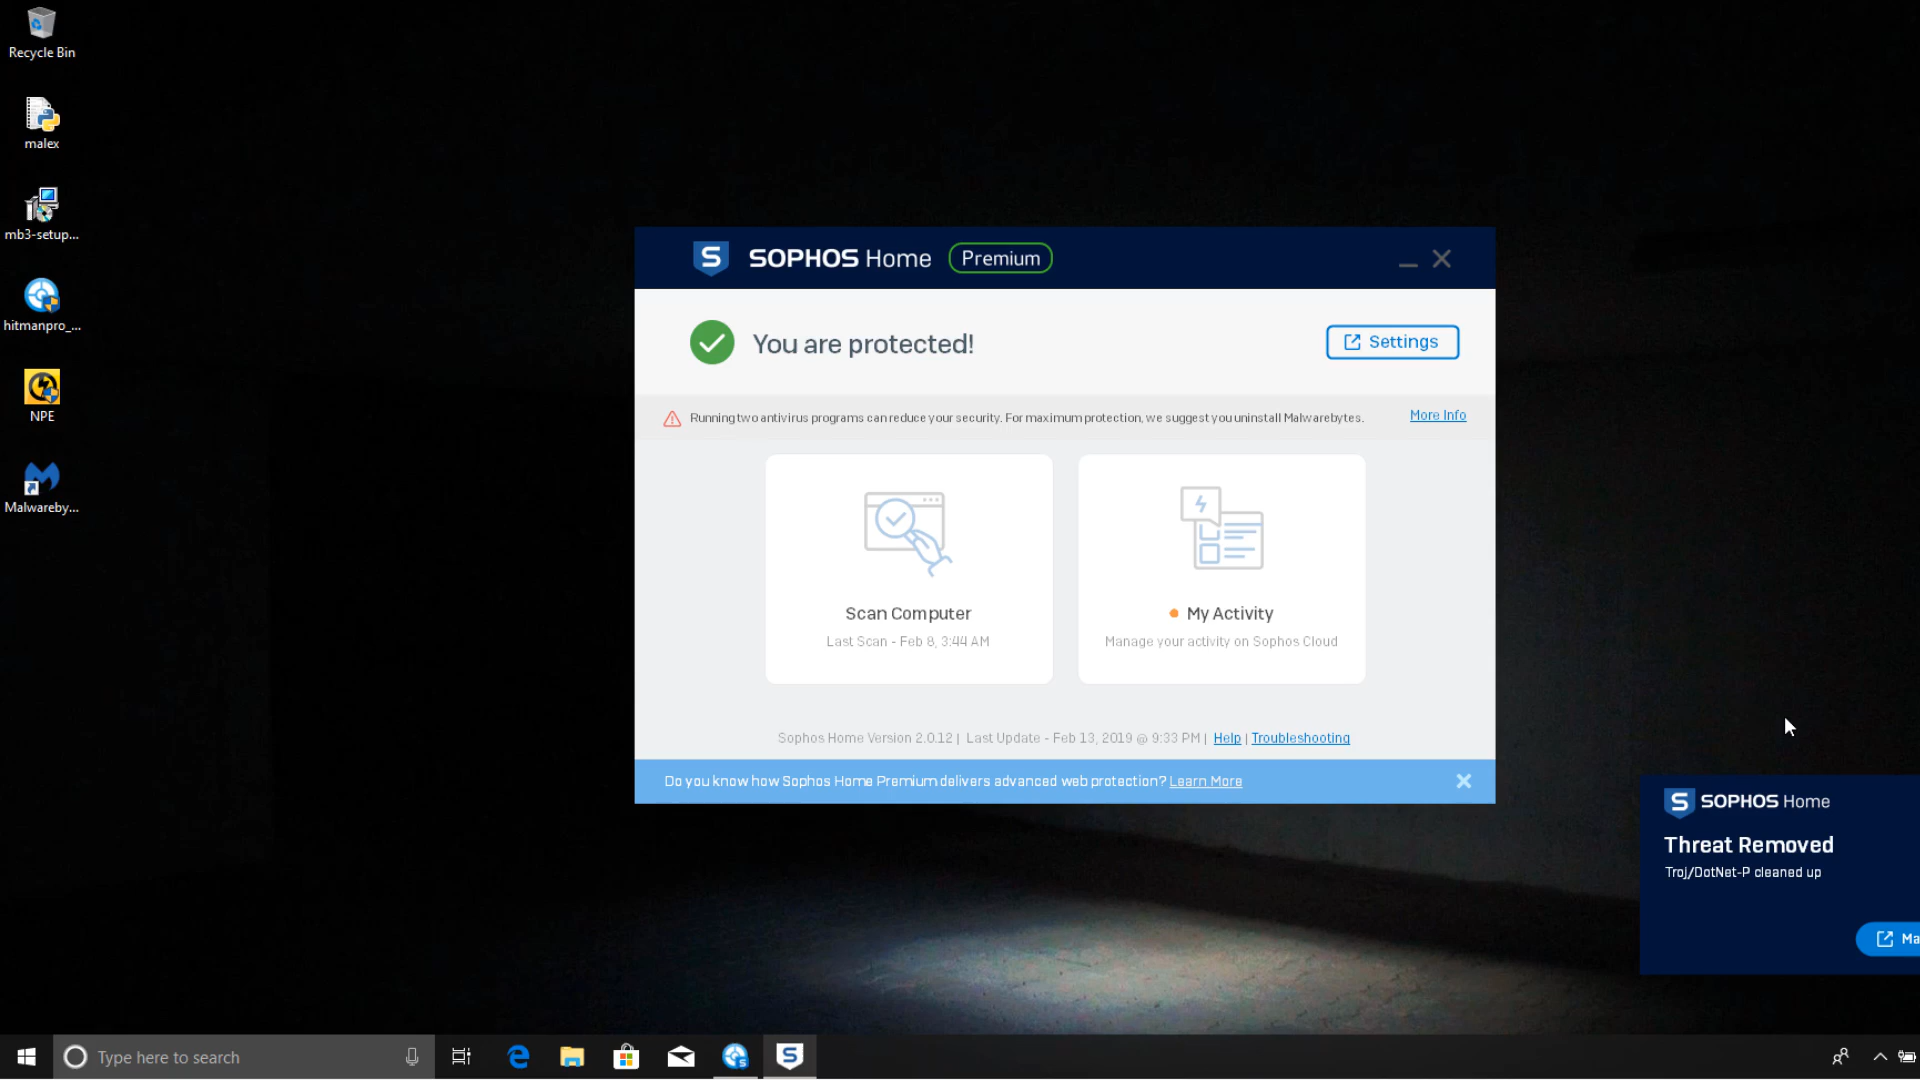 Recycle Bin
malex
mb3-setup...
hitmanpro_...
NPE
Malwareby...
S SOPHOS Home Premium
You are protected!
Settings
Running two antivirus programs can reduce your security. For maximum protection, we suggest you uninstall Malwarebytes.
More Info
Scan Computer
Last Scan - Feb 8, 3:44 AM
My Activity
Manage your activity on Sophos Cloud
Sophos Home Version 2.0.12 | Last Update - Feb 13, 2019 @ 9:33 PM | Help | Troubleshooting
Do you know how Sophos Home Premium delivers advanced web protection? Learn More
S SOPHOS Home
Threat Removed
Troj/DotNet-P cleaned up
Ma
Type here to search